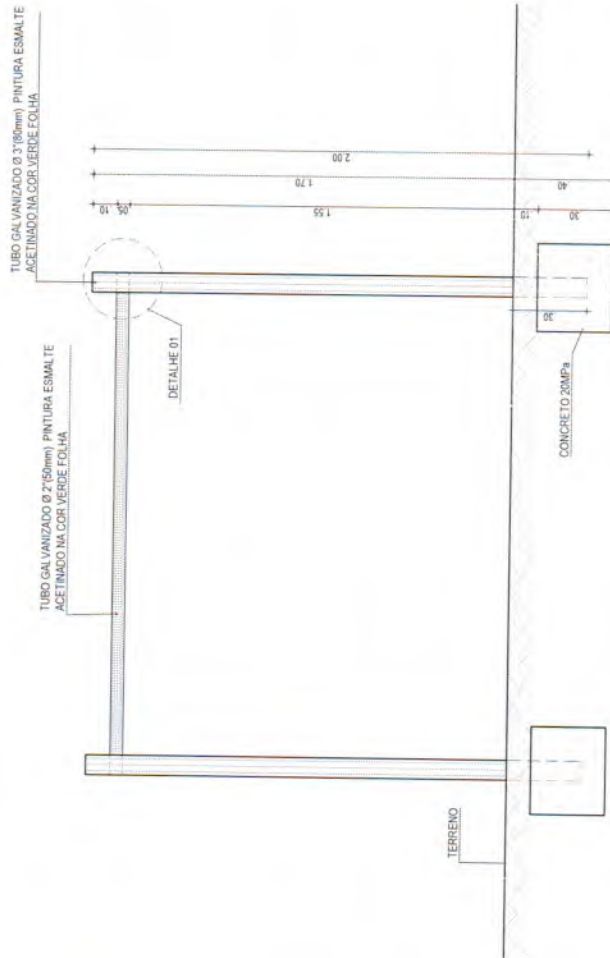 TUBO GALVANIZADO Ø 3"(80mm) PINTURA ESMALTE
ACETINADO NA COR VERDE FOLHA
TUBO GALVANIZADO Ø 2"(50mm) PINTURA ESMALTE
ACETINADO NA COR VERDE FOLHA
DETALHE 01
2.00
1.70
10
.05
1.55
10
40
30
30
CONCRETO 20MPa
TERRENO